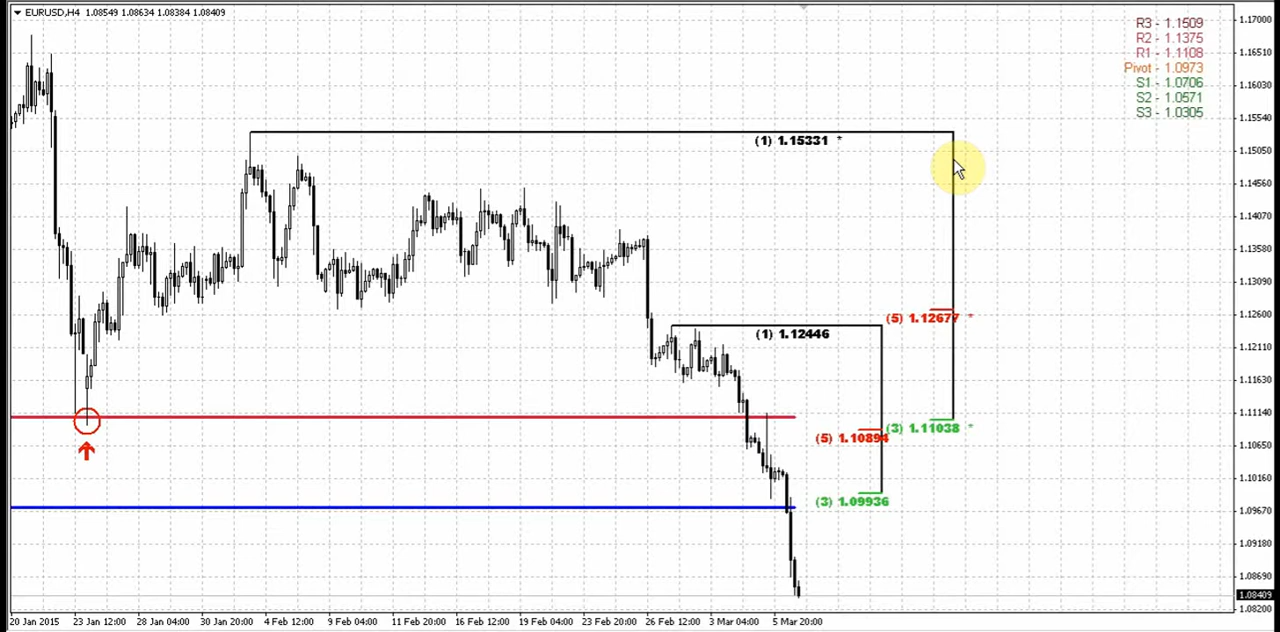 EURUSD,H4 1.08549 1.08634 1.08384 1.08409
R3 - 1.1509
R2 - 1.1375
R1 - 1.1108
Pivot - 1.0973
S1 - 1.0706
S2 - 1.0571
S3 - 1.0305
(1) 1.15331 *
(5) 1.12677 *
(1) 1.12446
(3) 1.11038 *
(5) 1.10894
(3) 1.09936
1.17000
1.16510
1.16030
1.15540
1.15050
1.14560
1.14070
1.13580
1.13090
1.12600
1.12110
1.11630
1.11140
1.10650
1.10160
1.09670
1.09180
1.08690
1.08409
1.08200
20 Jan 2015 23 Jan 12:00 28 Jan 04:00 30 Jan 20:00 4 Feb 12:00 9 Feb 04:00 11 Feb 20:00 16 Feb 12:00 19 Feb 04:00 23 Feb 20:00 26 Feb 12:00 3 Mar 04:00 5 Mar 20:00